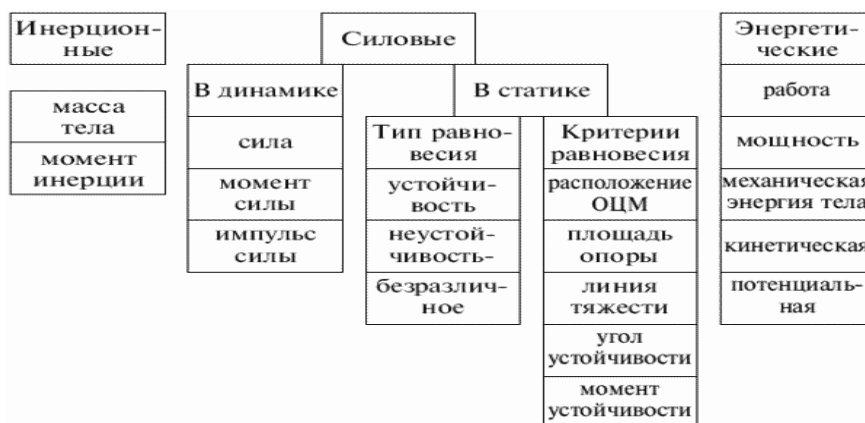 Инерцион-
ные
масса
тела
момент
инерции
Силовые
В динамике
сила
момент
силы
импульс
силы
В статике
Тип равно-
весия
устойчи-
вость
неустой-
чивость-
безразлич-
ное
Критерии
равновесия
расположение
ОЦМ
площадь
опоры
линия
тяжести
угол
устойчивости
момент
устойчивости
Энергети-
ческие
работа
мощность
механическая
энергия тела
кинетическая
потенциаль-
ная